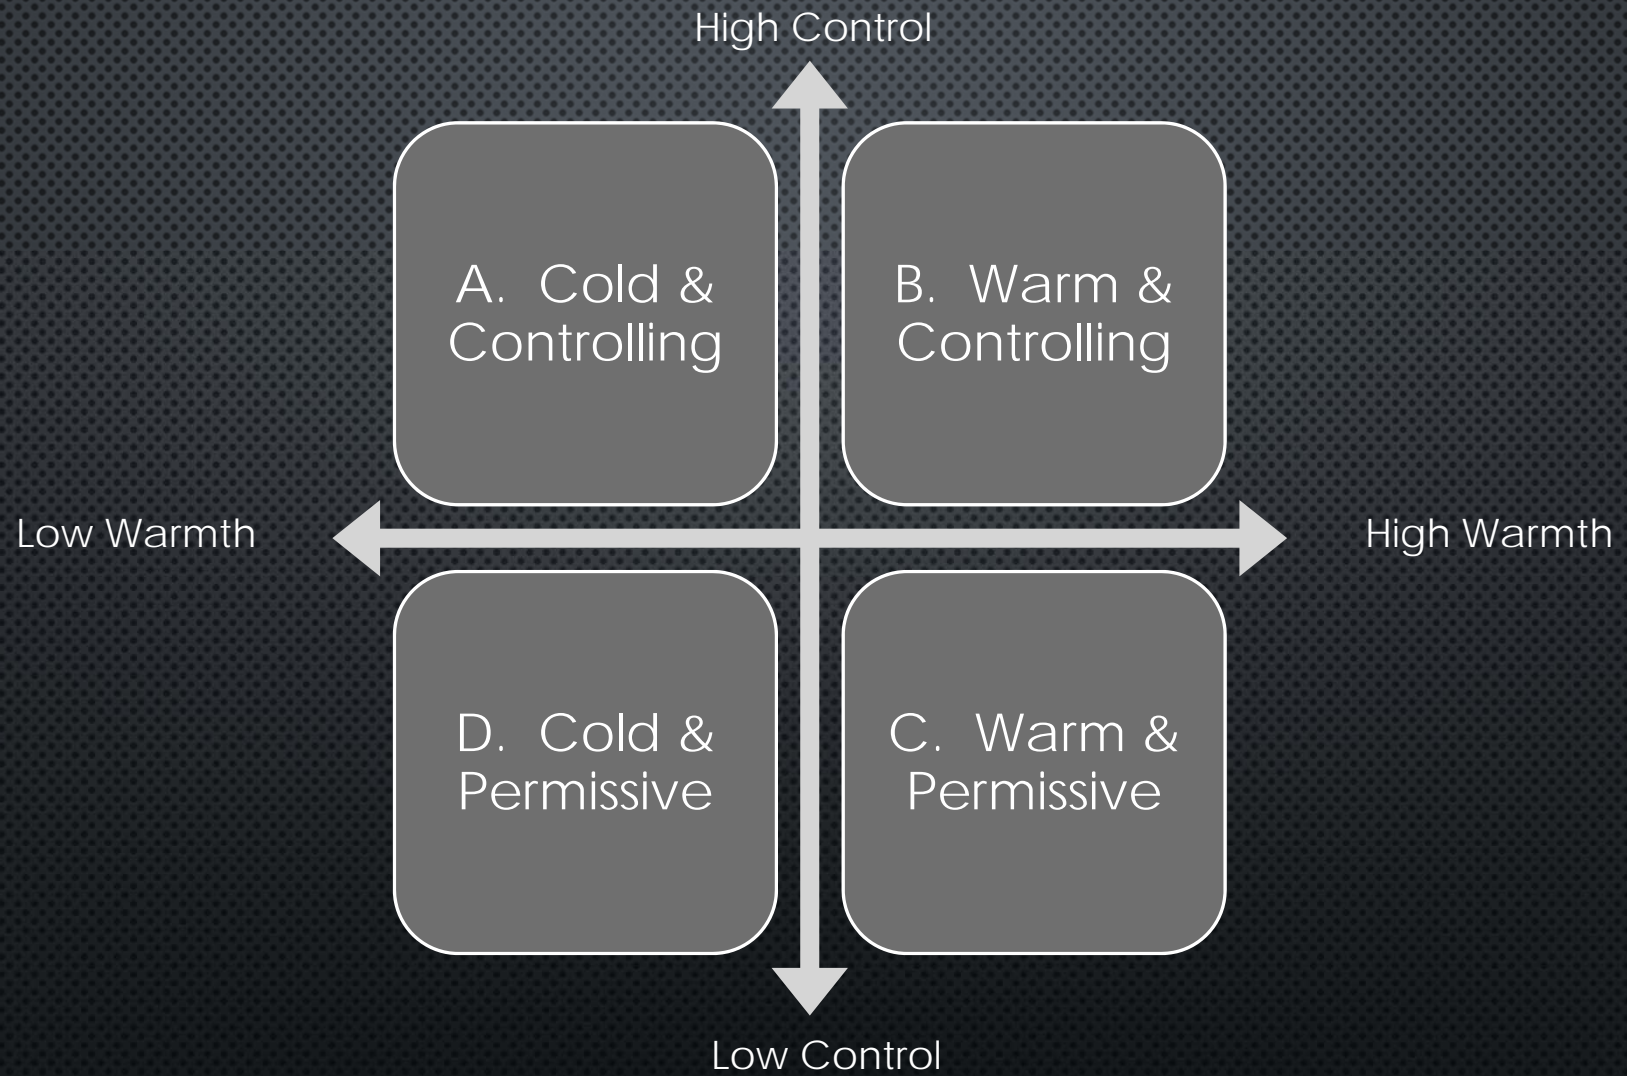 High Control
A. Cold &
Controlling
B. Warm &
Controlling
Low Warmth
High Warmth
D. Cold &
Permissive
C. Warm &
Permissive
Low Control